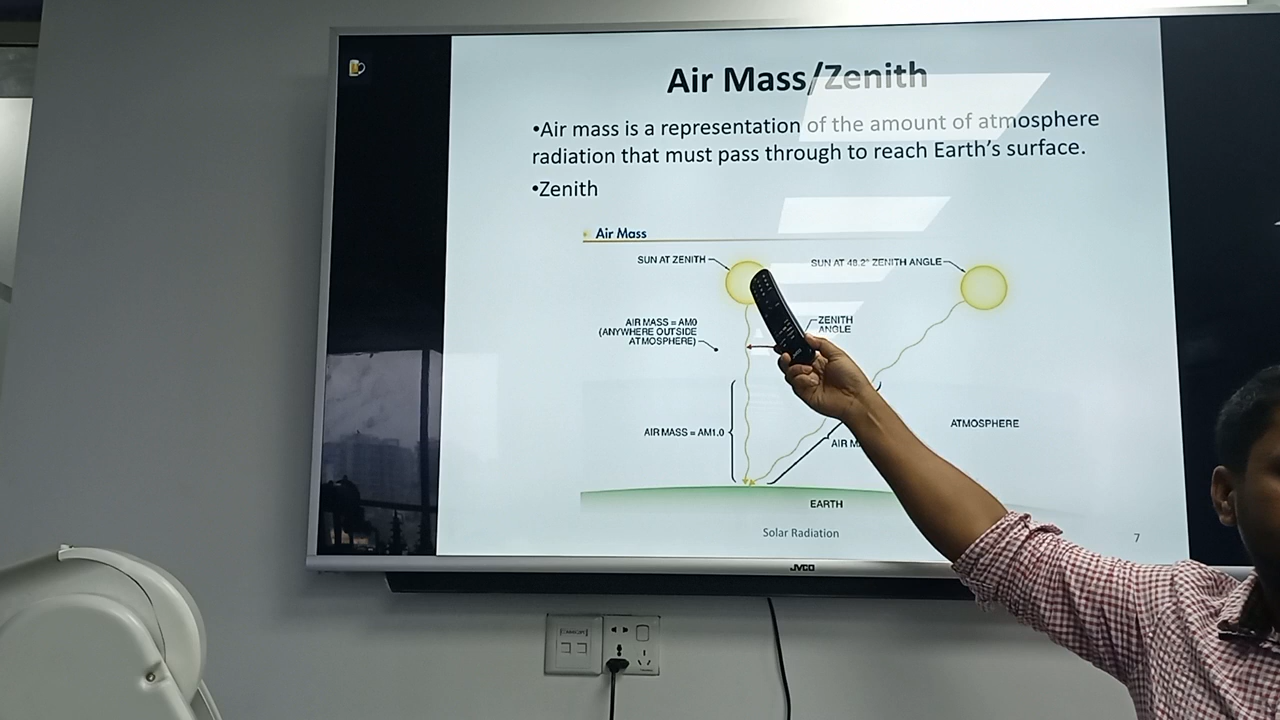 Air Mass/Zenith
•Air mass is a representation of the amount of atmosphere
radiation that must pass through to reach Earth's surface.
•Zenith
Air Mass
SUN AT ZENITH
SUN AT 48.2° ZENITH ANGLE
AIR MASS = AM0
(ANYWHERE OUTSIDE
ATMOSPHERE)
ZENITH
ANGLE
AIR MASS = AM1.0
AIR
ATMOSPHERE
EARTH
Solar Radiation
7
JVCO